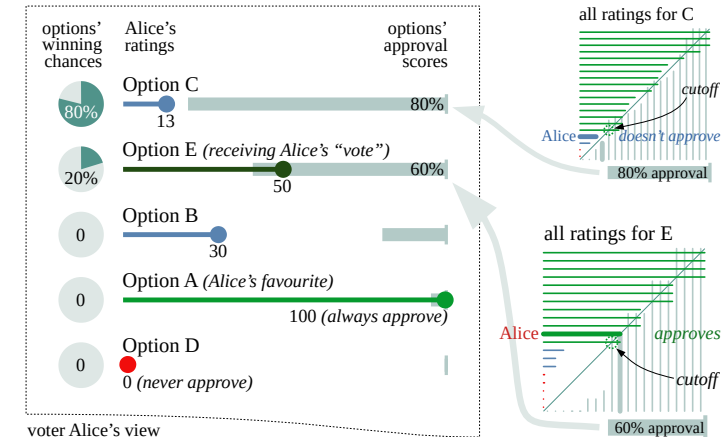 options’ winning chances
Alice’s ratings
options’ approval scores
Option C
80%
13
80%
Option E (receiving Alice’s “vote”)
20%
50
60%
Option B
0
30
Option A (Alice’s favourite)
0
100 (always approve)
Option D
0
0 (never approve)
voter Alice’s view
all ratings for C
cutoff
Alice
doesn’t approve
80% approval
all ratings for E
Alice
approves
cutoff
60% approval